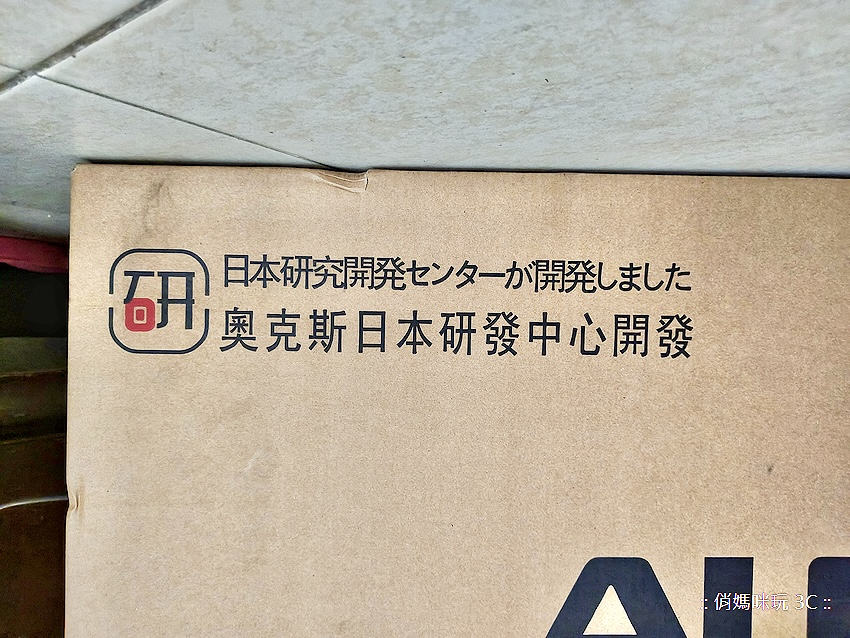 研
日本研究開発センターが開発しました
奧克斯日本研發中心開發
:: 俏媽咪玩 3C ::